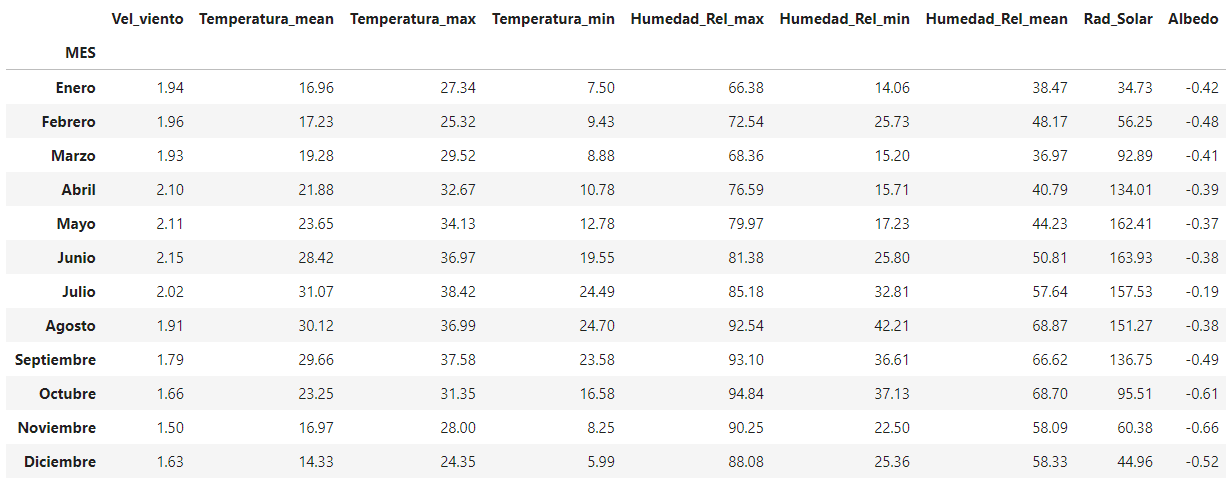 Vel_viento Temperatura_mean Temperatura_max Temperatura_min Humedad_Rel_max Humedad_Rel_min Humedad_Rel_mean Rad_Solar Albedo
MES
Enero 1.94 16.96 27.34 7.50 66.38 14.06 38.47 34.73 -0.42
Febrero 1.96 17.23 25.32 9.43 72.54 25.73 48.17 56.25 -0.48
Marzo 1.93 19.28 29.52 8.88 68.36 15.20 36.97 92.89 -0.41
Abril 2.10 21.88 32.67 10.78 76.59 15.71 40.79 134.01 -0.39
Mayo 2.11 23.65 34.13 12.78 79.97 17.23 44.23 162.41 -0.37
Junio 2.15 28.42 36.97 19.55 81.38 25.80 50.81 163.93 -0.38
Julio 2.02 31.07 38.42 24.49 85.18 32.81 57.64 157.53 -0.19
Agosto 1.91 30.12 36.99 24.70 92.54 42.21 68.87 151.27 -0.38
Septiembre 1.79 29.66 37.58 23.58 93.10 36.61 66.62 136.75 -0.49
Octubre 1.66 23.25 31.35 16.58 94.84 37.13 68.70 95.51 -0.61
Noviembre 1.50 16.97 28.00 8.25 90.25 22.50 58.09 60.38 -0.66
Diciembre 1.63 14.33 24.35 5.99 88.08 25.36 58.33 44.96 -0.52